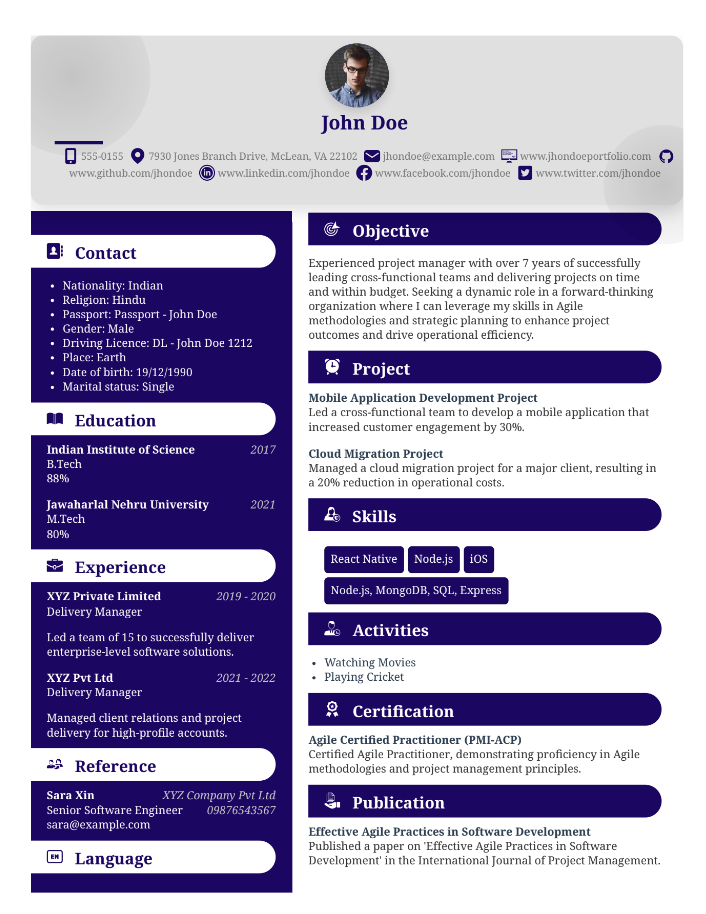 John Doe
555-0155 7930 Jones Branch Drive, McLean, VA 22102 jhondoe@example.com www.jhondoeportfolio.com
www.github.com/jhondoe www.linkedin.com/jhondoe www.facebook.com/jhondoe www.twitter.com/jhondoe
Contact
• Nationality: Indian
• Religion: Hindu
• Passport: Passport - John Doe
• Gender: Male
• Driving Licence: DL - John Doe 1212
• Place: Earth
• Date of birth: 19/12/1990
• Marital status: Single
Education
Indian Institute of Science 2017
B.Tech
88%
Jawaharlal Nehru University 2021
M.Tech
80%
Experience
XYZ Private Limited 2019 - 2020
Delivery Manager
Led a team of 15 to successfully deliver
enterprise-level software solutions.
XYZ Pvt Ltd 2021 - 2022
Delivery Manager
Managed client relations and project
delivery for high-profile accounts.
Reference
Sara Xin XYZ Company Pvt Ltd
Senior Software Engineer 09876543567
sara@example.com
EN
Language
Objective
Experienced project manager with over 7 years of successfully
leading cross-functional teams and delivering projects on time
and within budget. Seeking a dynamic role in a forward-thinking
organization where I can leverage my skills in Agile
methodologies and strategic planning to enhance project
outcomes and drive operational efficiency.
Project
Mobile Application Development Project
Led a cross-functional team to develop a mobile application that
increased customer engagement by 30%.
Cloud Migration Project
Managed a cloud migration project for a major client, resulting in
a 20% reduction in operational costs.
Skills
React Native Node.js iOS
Node.js, MongoDB, SQL, Express
Activities
• Watching Movies
• Playing Cricket
Certification
Agile Certified Practitioner (PMI-ACP)
Certified Agile Practitioner, demonstrating proficiency in Agile
methodologies and project management principles.
Publication
Effective Agile Practices in Software Development
Published a paper on 'Effective Agile Practices in Software
Development' in the International Journal of Project Management.